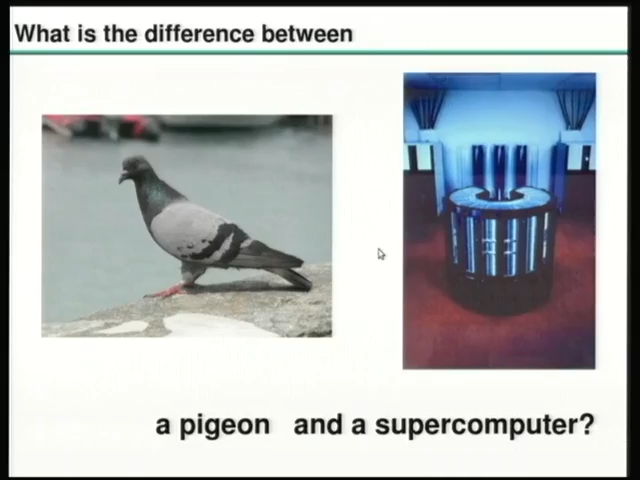 What is the difference between
a pigeon and a supercomputer?